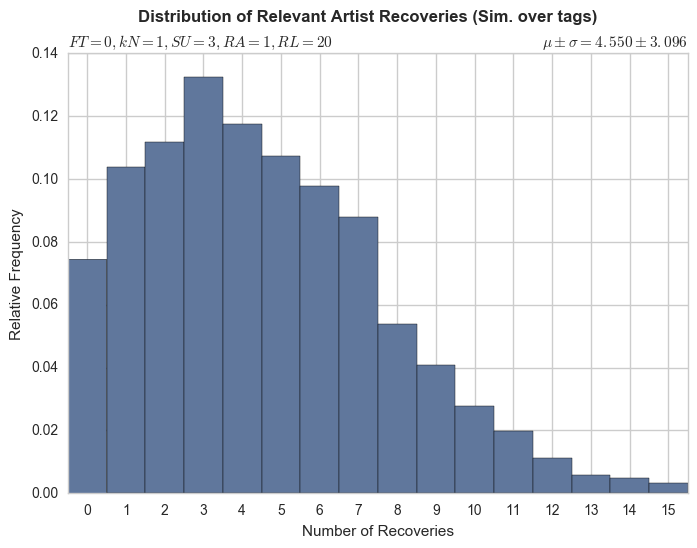 Distribution of Relevant Artist Recoveries (Sim. over tags)
FT = 0, kN = 1, SU = 3, RA = 1, RL = 20
μ ± σ = 4.550 ± 3.096
0.14
0.12
0.10
0.08
0.06
0.04
0.02
0.00
Relative Frequency
0 1 2 3 4 5 6 7 8 9 10 11 12 13 14 15
Number of Recoveries